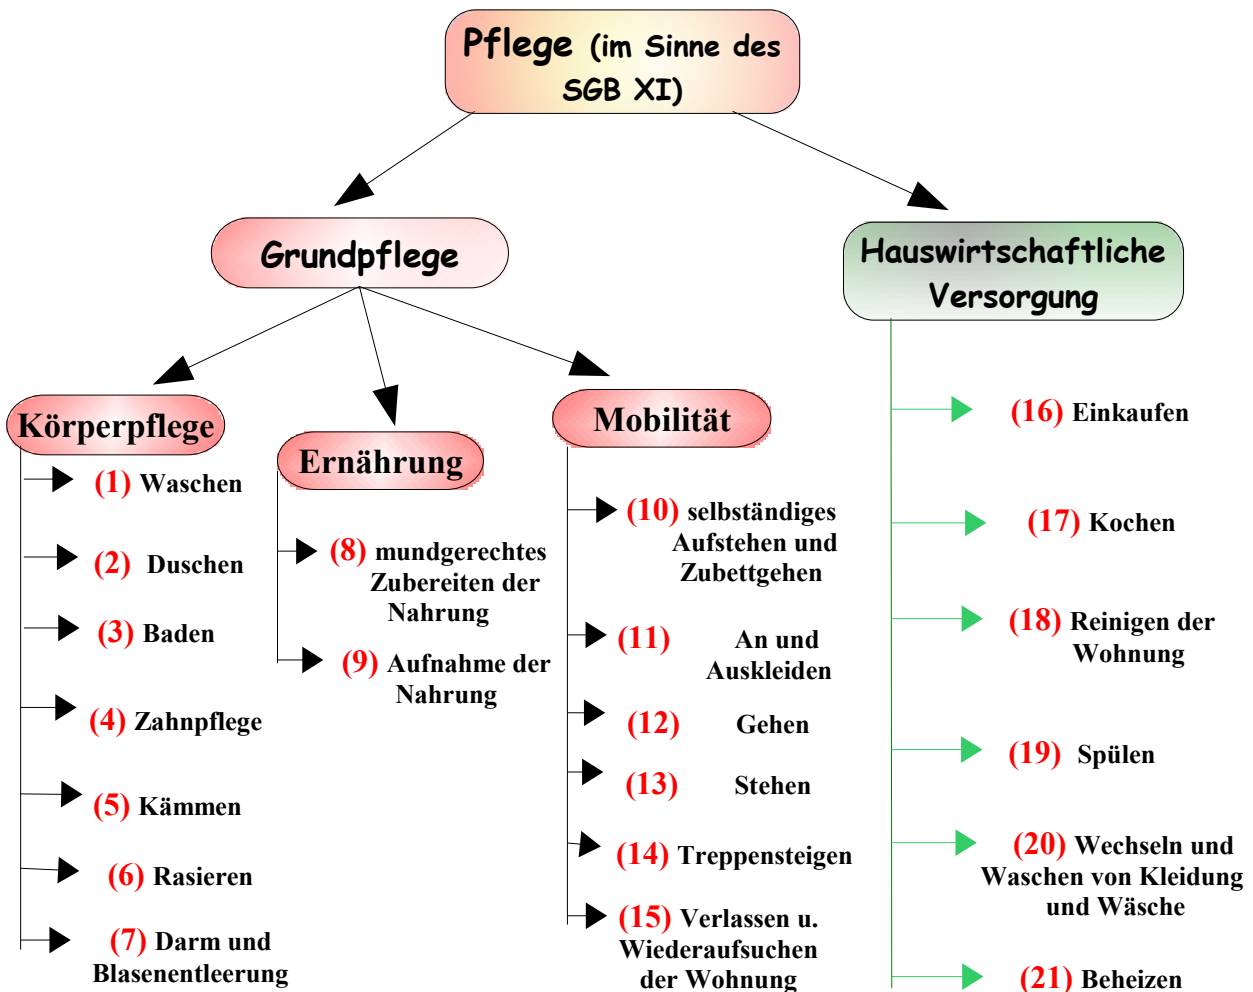 Pflege (im Sinne des
SGB XI)
Grundpflege
Hauswirtschaftliche
Versorgung
Körperpflege
(1) Waschen
(2) Duschen
(3) Baden
(4) Zahnpflege
(5) Kämmen
(6) Rasieren
(7) Darm und
Blasenentleerung
Ernährung
(8) mundgerechtes
Zubereiten der
Nahrung
(9) Aufnahme der
Nahrung
Mobilität
(10) selbständiges
Aufstehen und
Zubettgehen
(11) An und
Auskleiden
(12) Gehen
(13) Stehen
(14) Treppensteigen
(15) Verlassen u.
Wiederaufsuchen
der Wohnung
(16) Einkaufen
(17) Kochen
(18) Reinigen der
Wohnung
(19) Spülen
(20) Wechseln und
Waschen von Kleidung
und Wäsche
(21) Beheizen